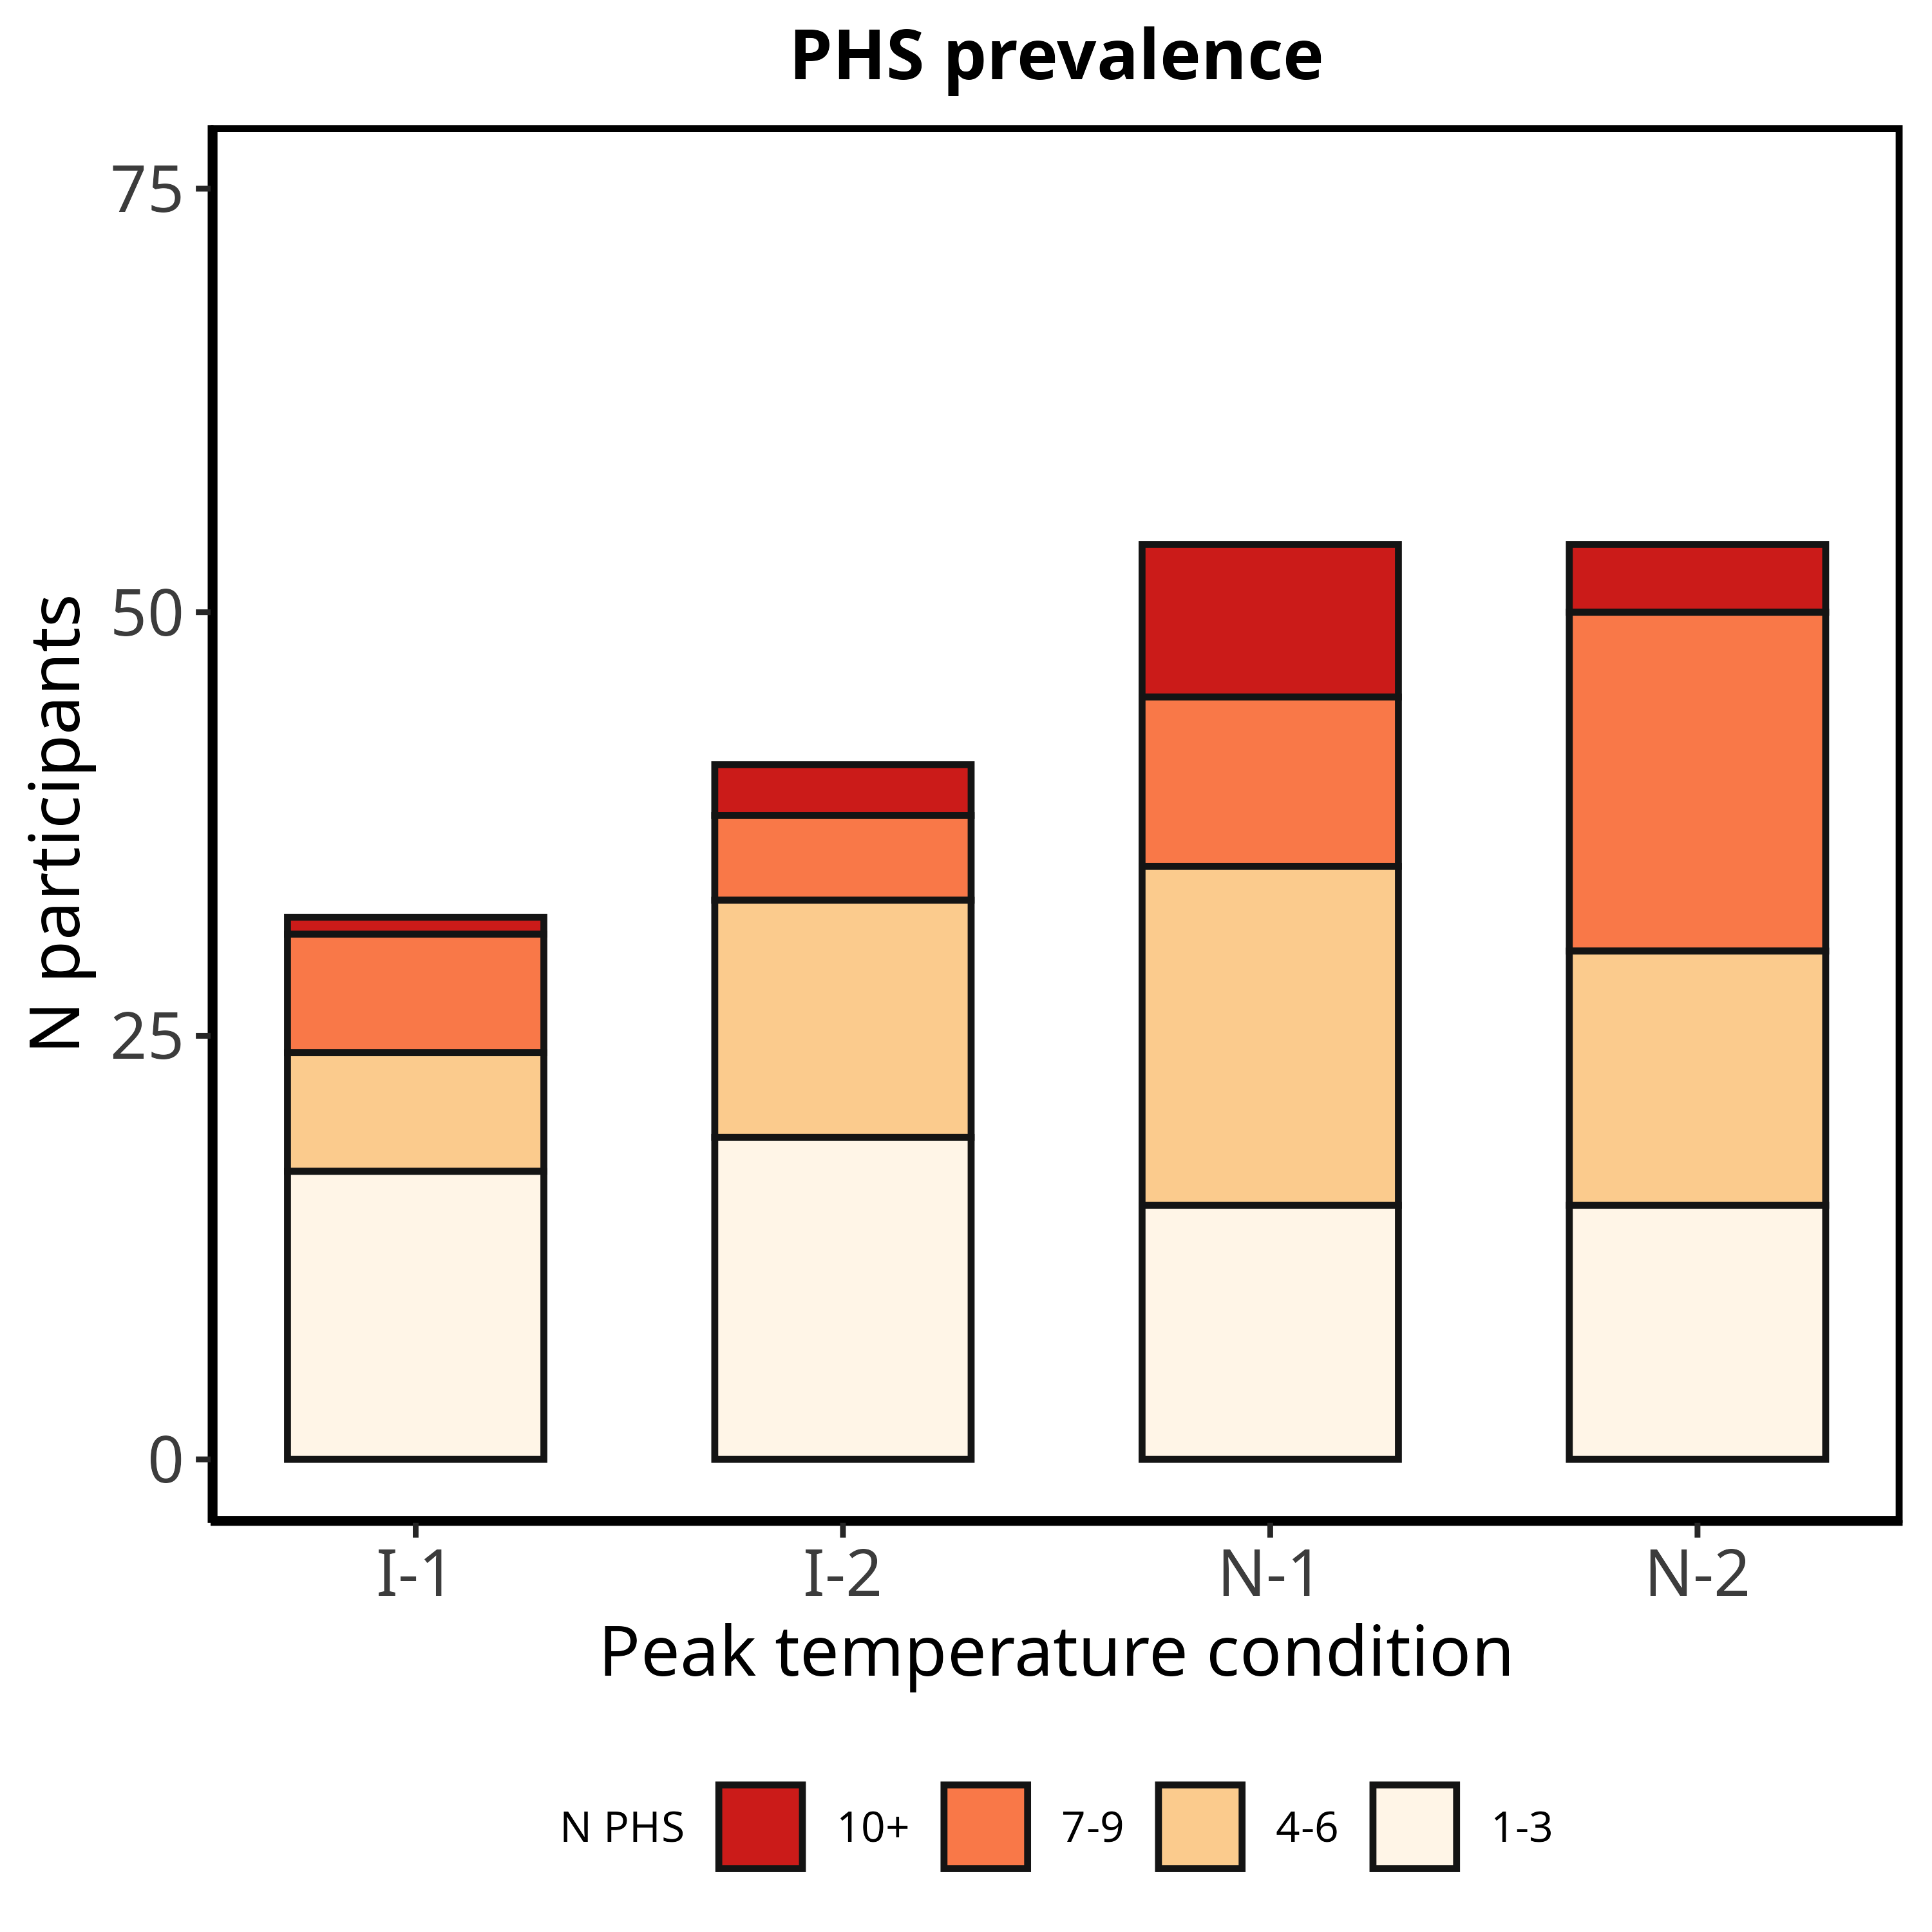 PHS prevalence
75
50
25
0
N participants
I-1 I-2 N-1 N-2
Peak temperature condition
N PHS 10+ 7-9 4-6 1-3